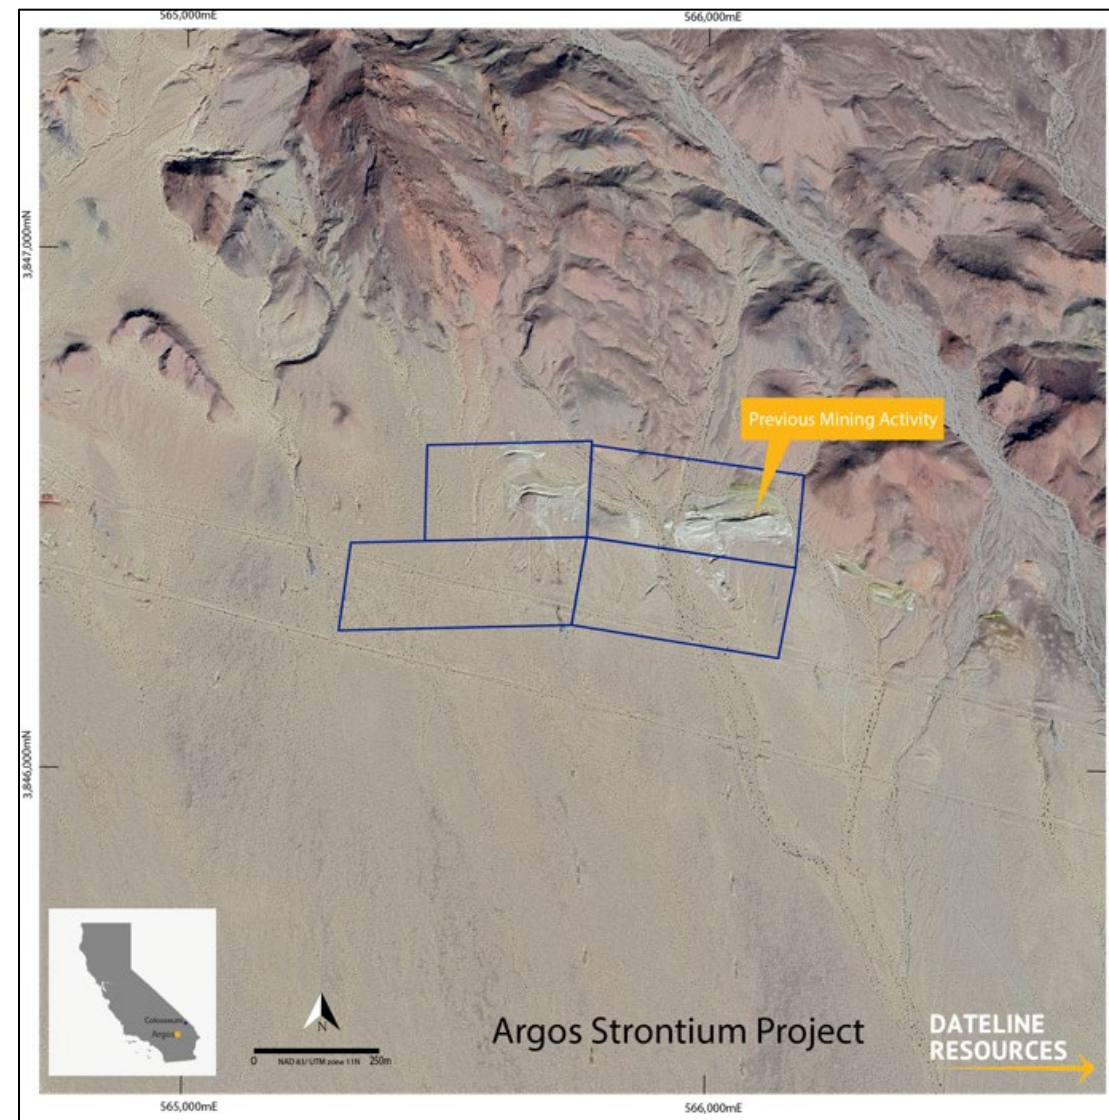 565,000mE
566,000mE
3,847,000mN
Previous Mining Activity
3,846,000mN
Colosseum
Argos
N
0 NAD 83/ UTM zone 11N 250m
Argos Strontium Project
DATELINE
RESOURCES
565,000mE
566,000mE